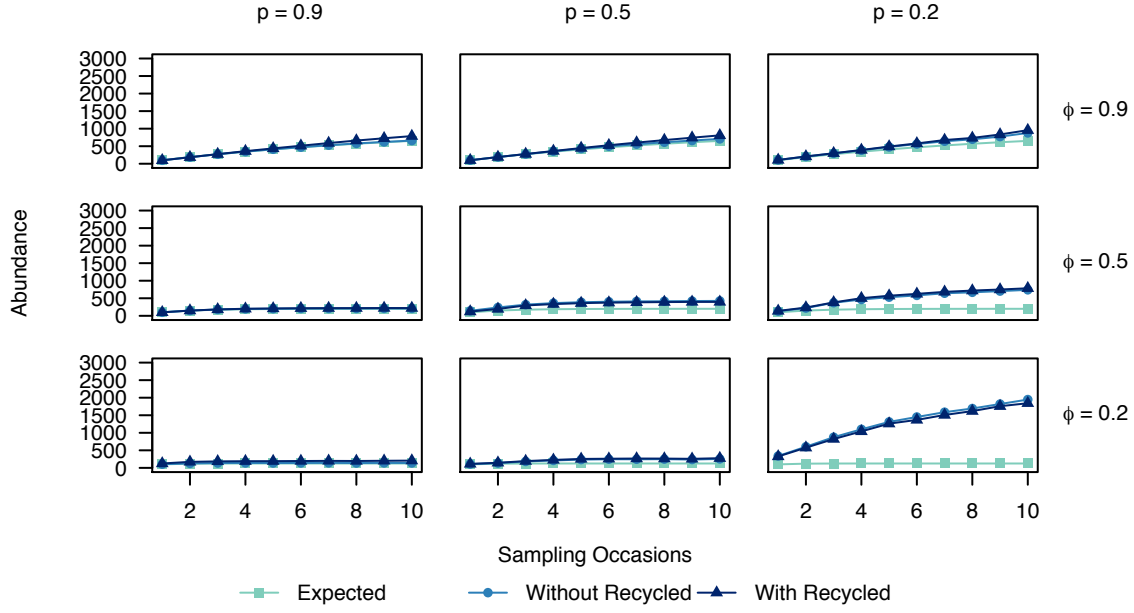 p = 0.9 p = 0.5 p = 0.2
3000
2500
2000
1500
1000
500
0
ϕ = 0.9
Abundance
3000
2500
2000
1500
1000
500
0
ϕ = 0.5
3000
2500
2000
1500
1000
500
0
ϕ = 0.2
2 4 6 8 10 2 4 6 8 10 2 4 6 8 10
Sampling Occasions
Expected Without Recycled With Recycled